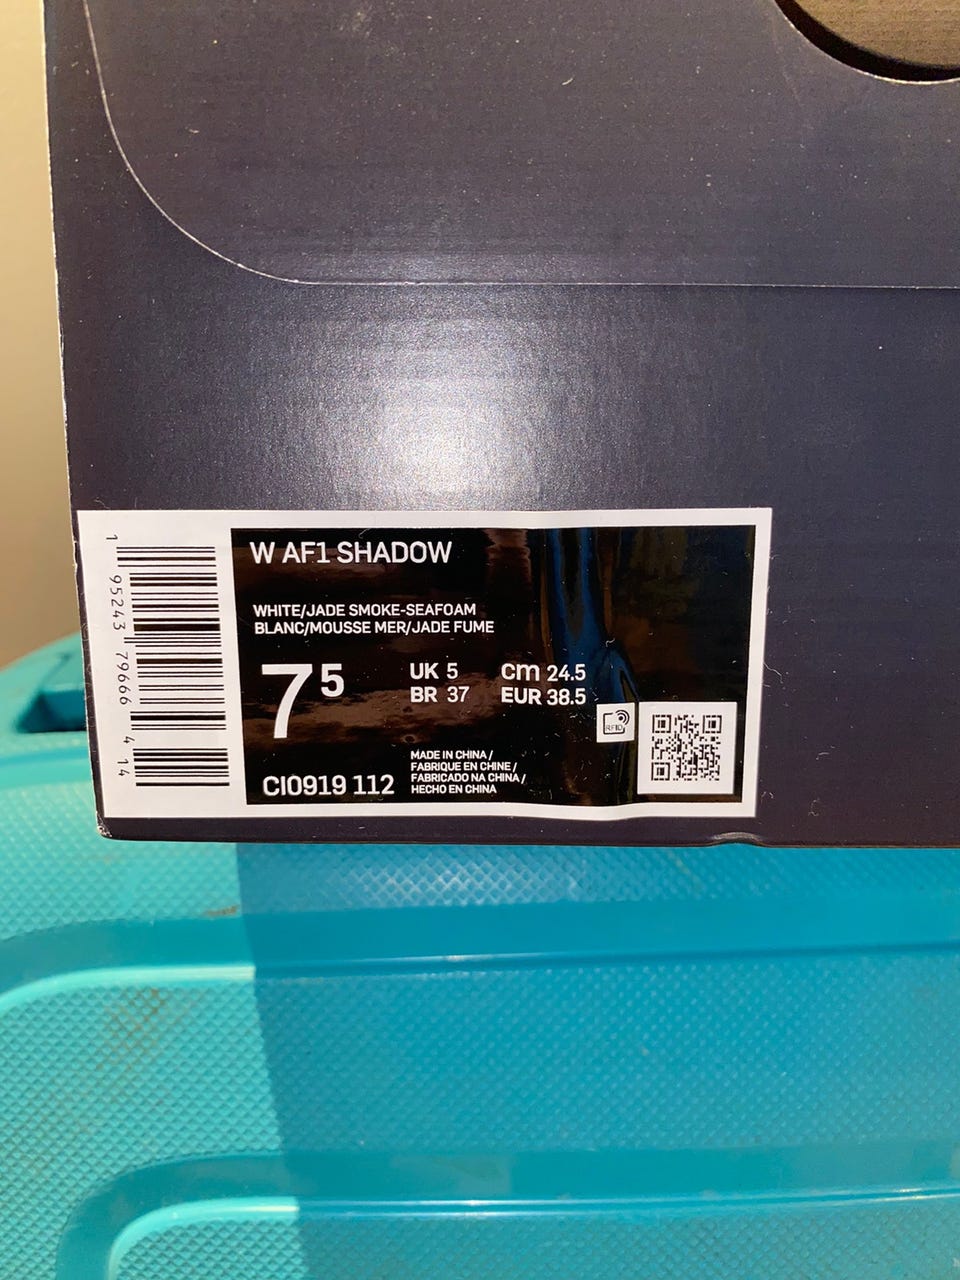 W AF1 SHADOW
WHITE/JADE SMOKE-SEAFOAM
BLANC/MOUSSE MER/JADE FUME
7 5
UK 5 cm 24.5
BR 37 EUR 38.5
RFID
MADE IN CHINA /
FABRIQUE EN CHINE /
FABRICADO NA CHINA /
HECHO EN CHINA
CI0919 112
1 95243 79666 4 14